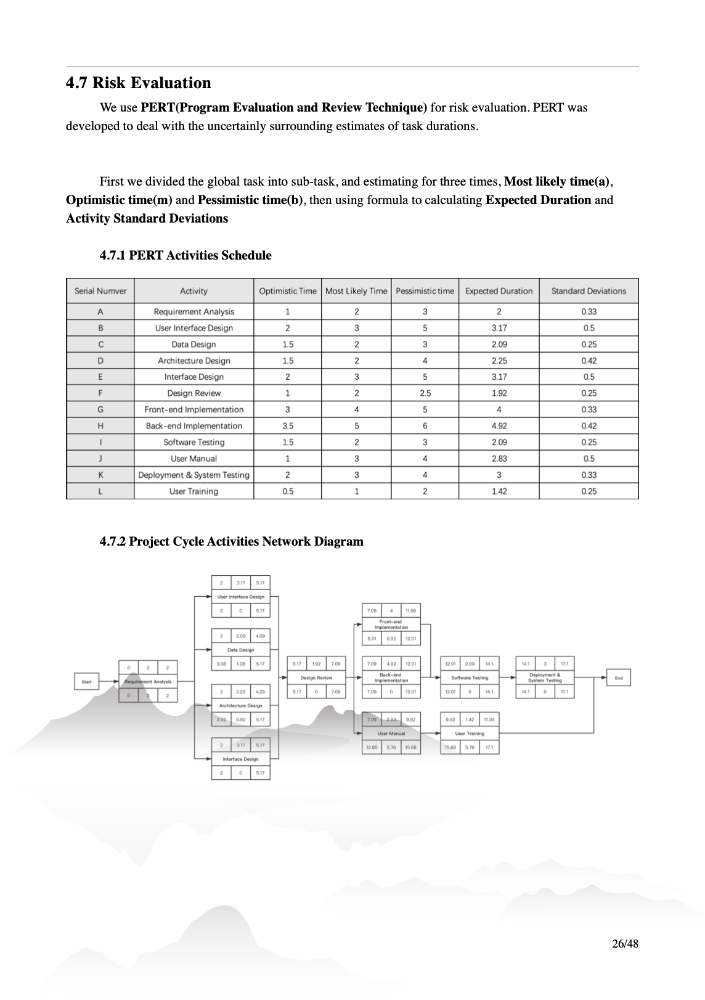 4.7 Risk Evaluation
We use PERT(Program Evaluation and Review Technique) for risk evaluation. PERT was
developed to deal with the uncertainly surrounding estimates of task durations.
First we divided the global task into sub-task, and estimating for three times, Most likely time(a),
Optimistic time(m) and Pessimistic time(b), then using formula to calculating Expected Duration and
Activity Standard Deviations
4.7.1 PERT Activities Schedule
Serial Numver Activity Optimistic Time Most Likely Time Pessimistic time Expected Duration Standard Deviations
A Requirement Analysis 1 2 3 2 0.33
B User Interface Design 2 3 5 3.17 0.5
C Data Design 1.5 2 3 2.09 0.25
D Architecture Design 1.5 2 4 2.25 0.42
E Interface Design 2 3 5 3.17 0.5
F Design Review 1 2 2.5 1.92 0.25
G Front-end Implementation 3 4 5 4 0.33
H Back-end Implementation 3.5 5 6 4.92 0.42
I Software Testing 1.5 2 3 2.09 0.25
J User Manual 1 3 4 2.83 0.5
K Deployment & System Testing 2 3 4 3 0.33
L User Training 0.5 1 2 1.42 0.25
4.7.2 Project Cycle Activities Network Diagram
Start
0 2 2
Requirement Analysis
0 0 2
2 3.17 5.17
User Interface Design
2 0 5.17
2 2.09 4.09
Data Design
3.08 1.08 5.17
2 2.25 4.25
Architecture Design
2.92 0.92 5.17
2 3.17 5.17
Interface Design
2 0 5.17
5.17 1.92 7.09
Design Review
5.17 0 7.09
7.09 4 11.09
Front-end
Implementation
8.01 0.92 12.01
7.09 4.92 12.01
Back-end
Implementation
7.09 0 12.01
7.09 2.83 9.92
User Manual
12.85 5.76 15.68
12.01 2.09 14.1
Software Testing
12.01 0 14.1
9.92 1.42 11.34
User Training
15.68 5.76 17.1
14.1 3 17.1
Deployment &
System Testing
14.1 0 17.1
End
26/48